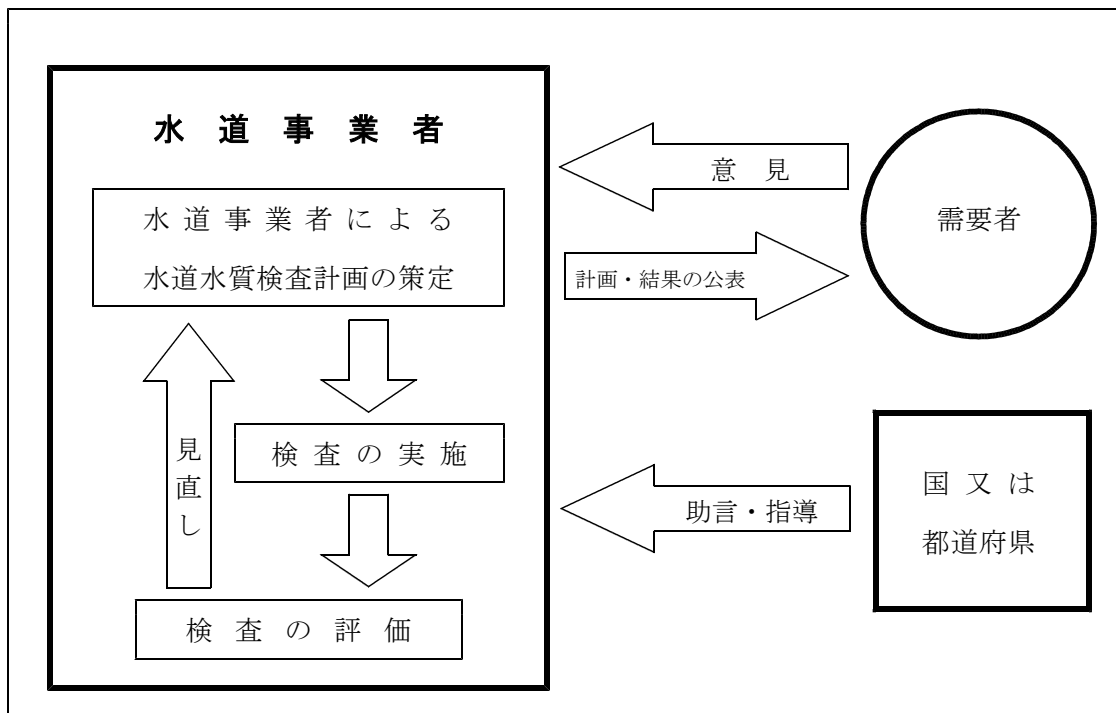 水道事業者
水道事業者による
水道水質検査計画の策定
検査の実施
検査の評価
見直し
意見
計画・結果の公表
需要者
助言・指導
国又は
都道府県